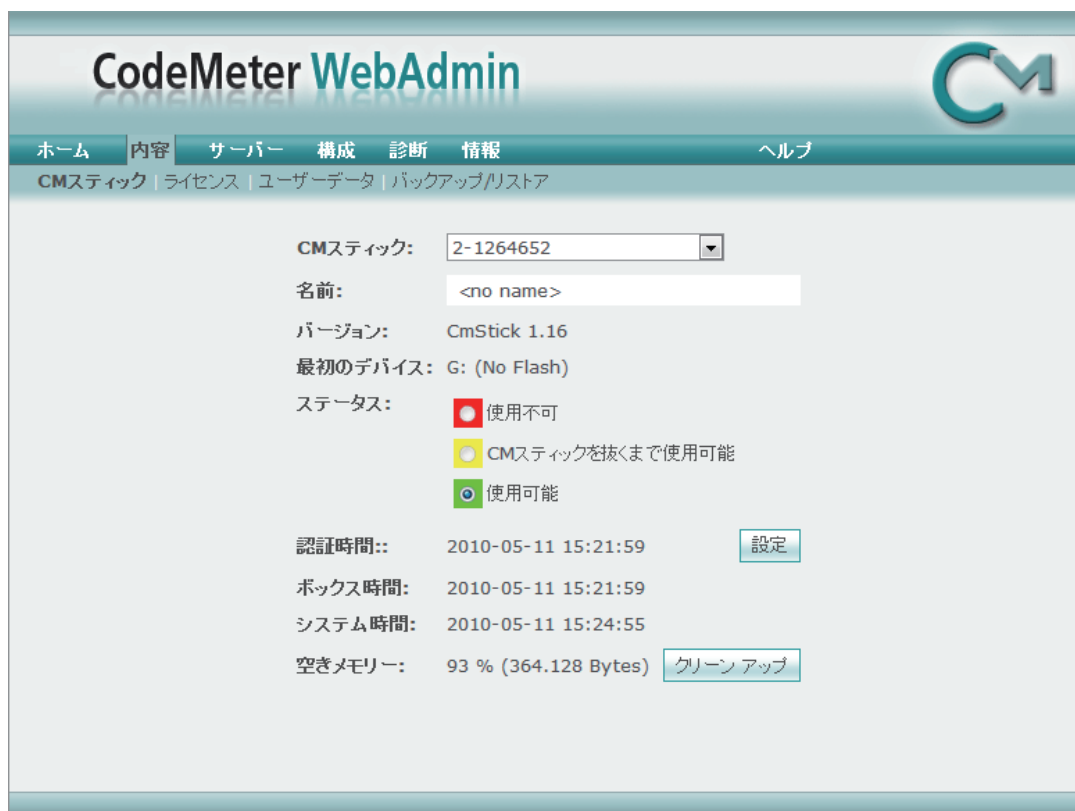 CodeMeter WebAdmin
CM
ホーム 内容 サーバー 構成 診断 情報 ヘルプ
CMスティック | ライセンス | ユーザーデータ | バックアップ/リストア
CMスティック: 2-1264652
名前: <no name>
バージョン: CmStick 1.16
最初のデバイス: G: (No Flash)
ステータス: 使用不可
CMスティックを抜くまで使用可能
使用可能
認証時間:: 2010-05-11 15:21:59 設定
ボックス時間: 2010-05-11 15:21:59
システム時間: 2010-05-11 15:24:55
空きメモリー: 93 % (364.128 Bytes) クリーン アップ